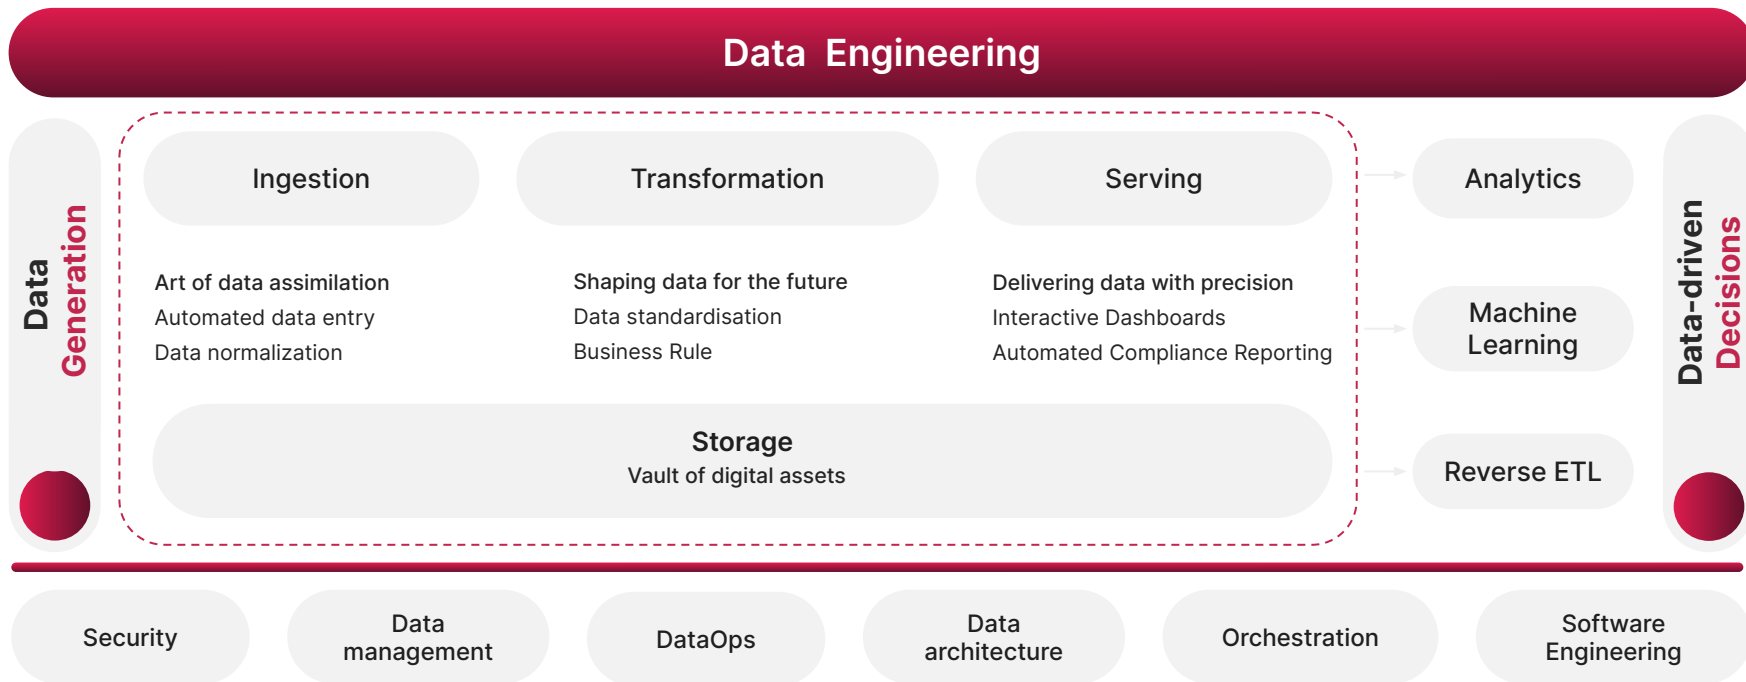 Data Engineering
Data
Generation
Ingestion
Art of data assimilation
Automated data entry
Data normalization
Transformation
Shaping data for the future
Data standardisation
Business Rule
Serving
Delivering data with precision
Interactive Dashboards
Automated Compliance Reporting
Storage
Vault of digital assets
Analytics
Machine
Learning
Reverse ETL
Data-driven
Decisions
Security
Data
management
DataOps
Data
architecture
Orchestration
Software
Engineering